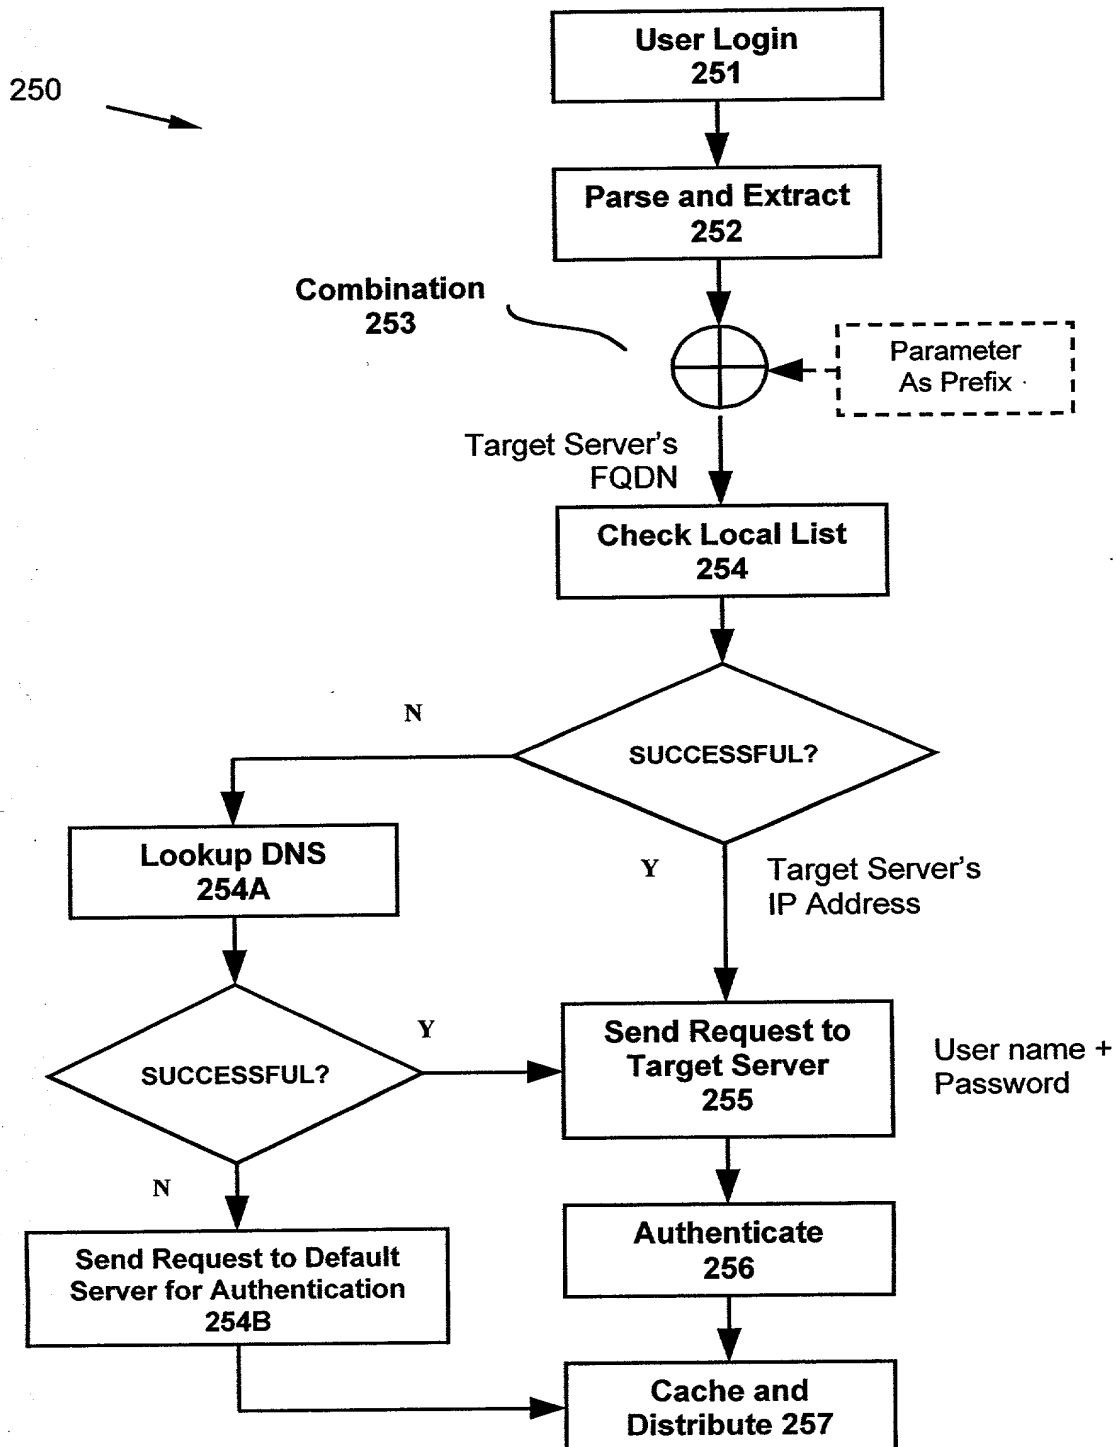 User Login
251
250
Parse and Extract
252
Combination
253
Parameter
As Prefix
Target Server's
FQDN
Check Local List
254
N
SUCCESSFUL?
Lookup DNS
254A
Y
Target Server's
IP Address
Y
SUCCESSFUL?
Send Request to
Target Server
255
User name +
Password
N
Send Request to Default
Server for Authentication
254B
Authenticate
256
Cache and
Distribute 257